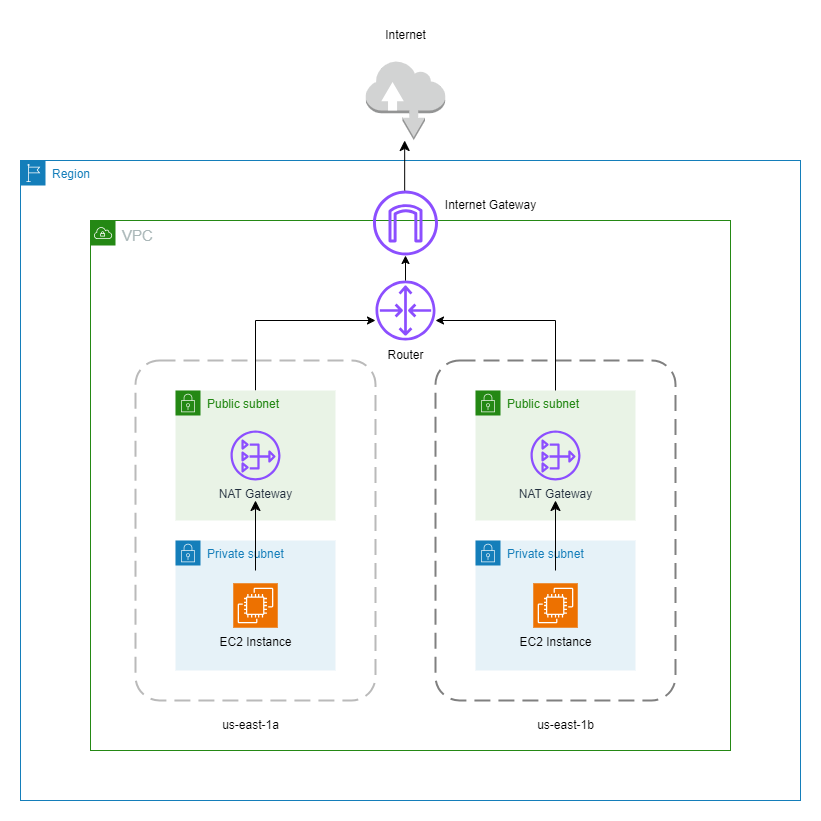 Internet
Region
Internet Gateway
VPC
Router
Public subnet
Public subnet
NAT Gateway
NAT Gateway
Private subnet
Private subnet
EC2 Instance
EC2 Instance
us-east-1a
us-east-1b